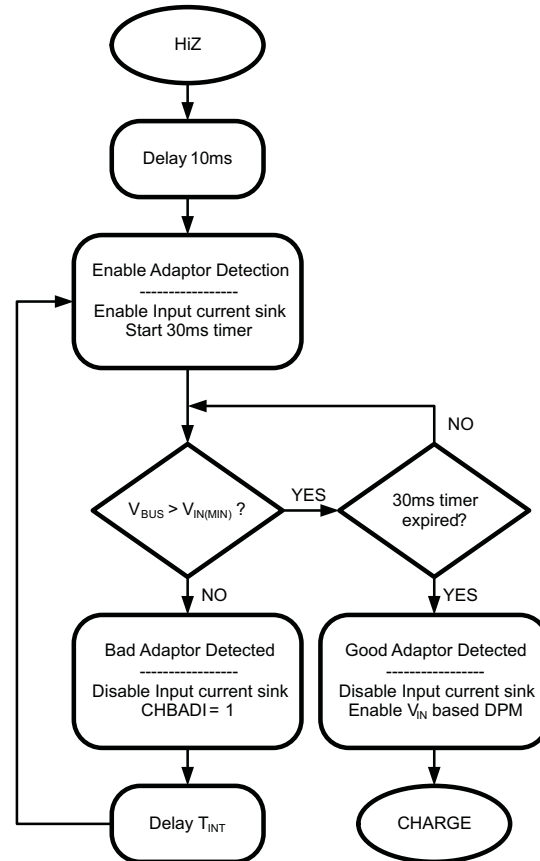 HiZ
Delay 10ms
Enable Adaptor Detection
-----------------
Enable Input current sink
Start 30ms timer
NO
V_BUS > V_IN(MIN) ?
YES
30ms timer
expired?
NO
YES
Bad Adaptor Detected
-----------------
Disable Input current sink
CHBADI = 1
Good Adaptor Detected
-----------------
Disable Input current sink
Enable V_IN based DPM
Delay T_INT
CHARGE